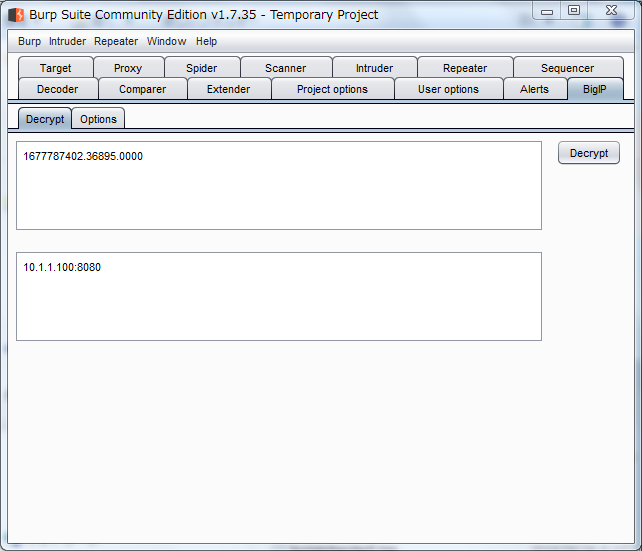 Burp Suite Community Edition v1.7.35 - Temporary Project
Burp Intruder Repeater Window Help
Target Proxy Spider Scanner Intruder Repeater Sequencer
Decoder Comparer Extender Project options User options Alerts BigIP
Decrypt Options
1677787402.36895.0000
Decrypt
10.1.1.100:8080